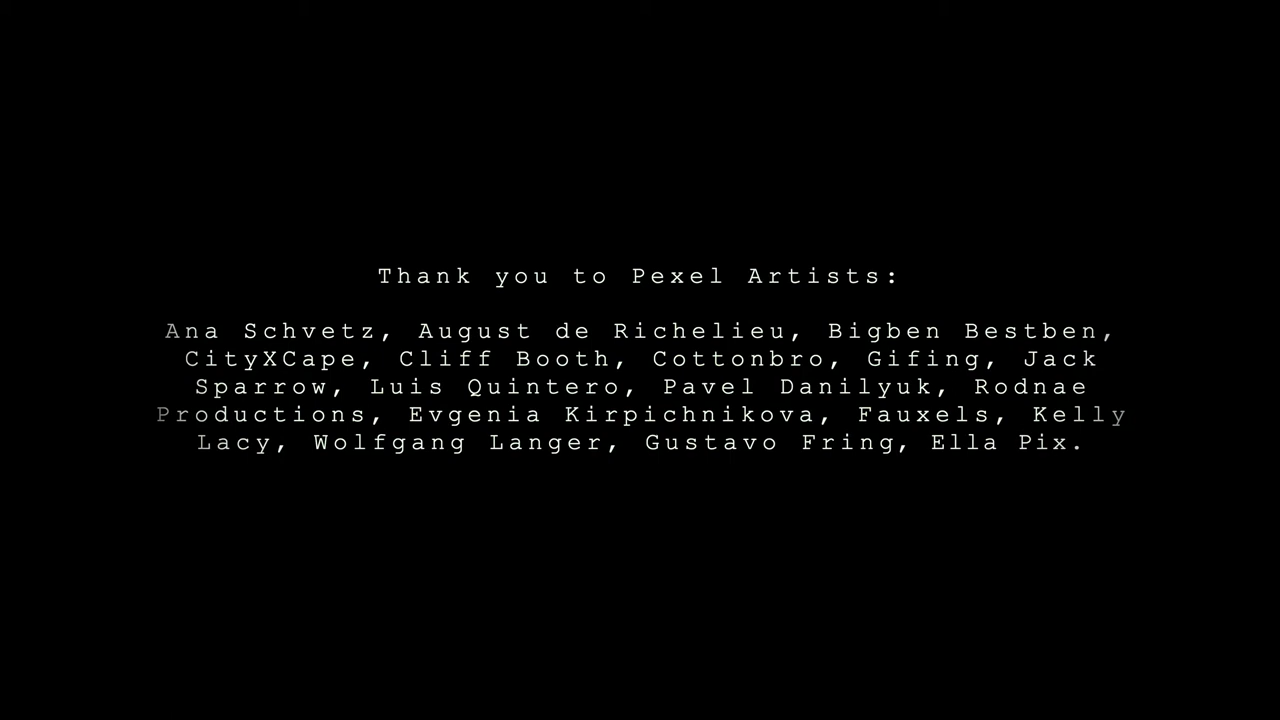 Thank you to Pexel Artists:
Ana Schvetz, August de Richelieu, Bigben Bestben,
CityXCape, Cliff Booth, Cottonbro, Gifing, Jack
Sparrow, Luis Quintero, Pavel Danilyuk, Rodnae
Productions, Evgenia Kirpichnikova, Fauxels, Kelly
Lacy, Wolfgang Langer, Gustavo Fring, Ella Pix.